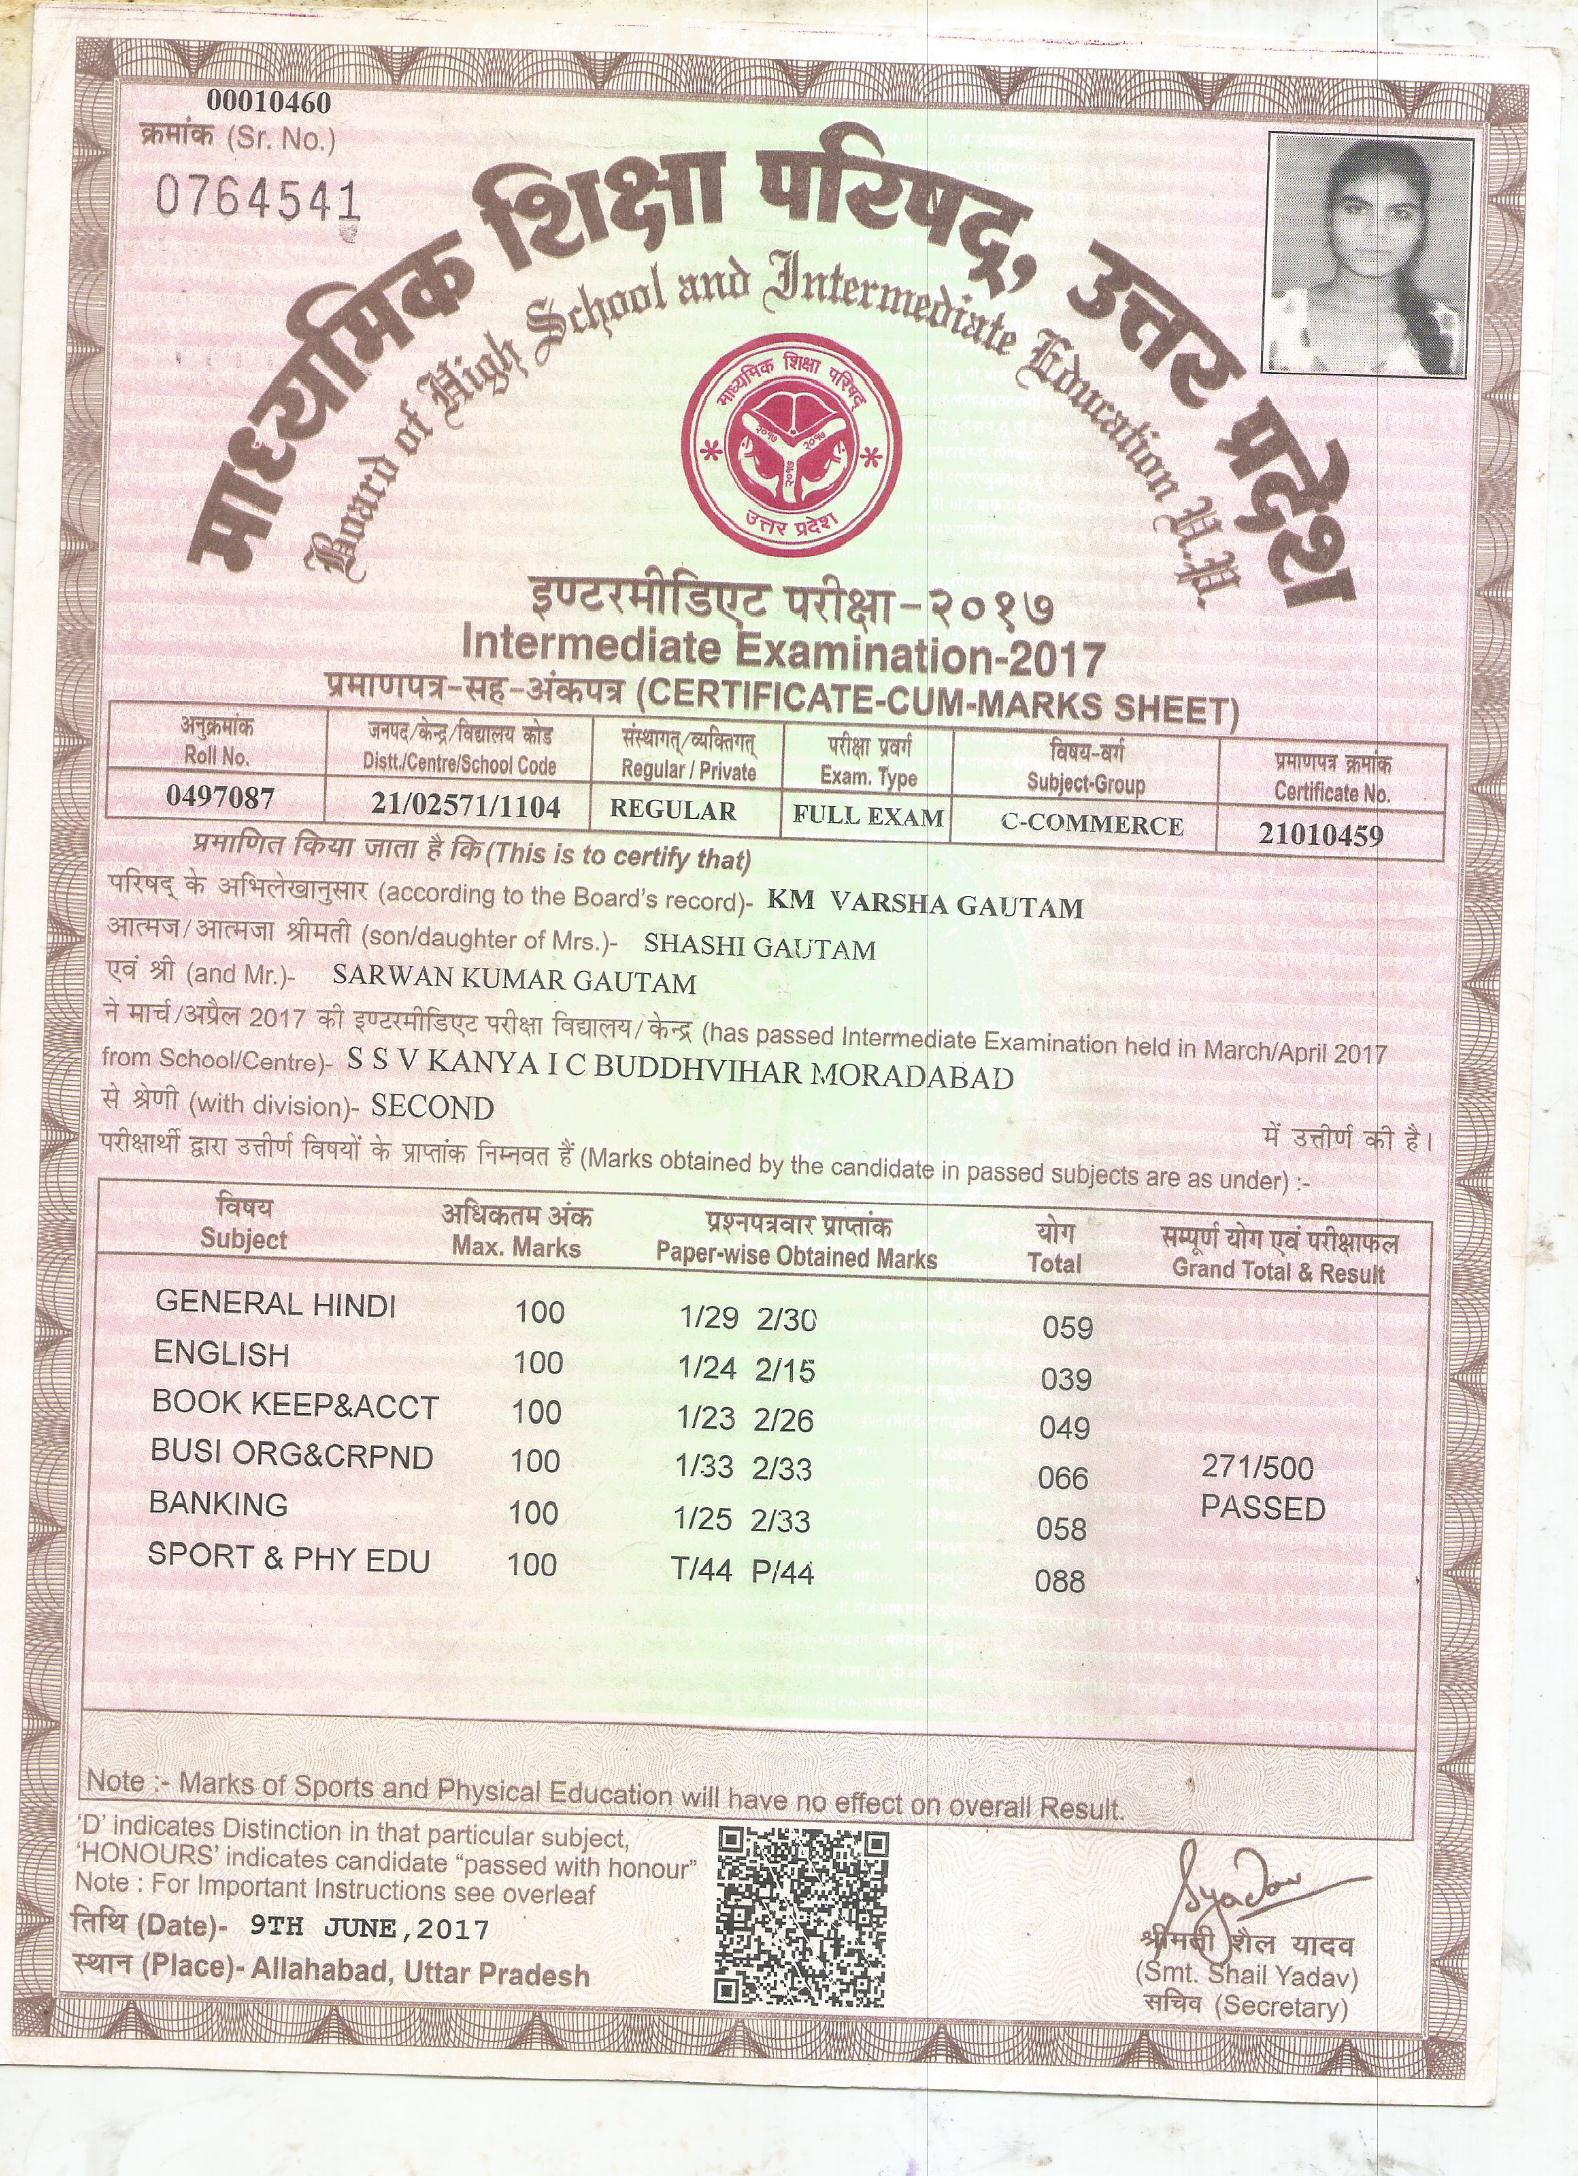 00010460
क्रमांक (Sr. No.)
0764541
माध्यमिक शिक्षा परिषद्, उत्तर प्रदेश
Board of High School and Intermediate Education U.P.
माध्यमिक शिक्षा परिषद्
२०१७ २०१७
२०१७
उत्तर प्रदेश
इण्टरमीडिएट परीक्षा-२०१७
Intermediate Examination-2017
प्रमाणपत्र-सह-अंकपत्र (CERTIFICATE-CUM-MARKS SHEET)
अनुक्रमांक जनपद/केन्द्र/विद्यालय कोड संस्थागत्/व्यक्तिगत् परीक्षा प्रवर्ग विषय-वर्ग प्रमाणपत्र क्रमांक
Roll No. Distt./Centre/School Code Regular / Private Exam. Type Subject-Group Certificate No.
0497087 21/02571/1104 REGULAR FULL EXAM C-COMMERCE 21010459
प्रमाणित किया जाता है कि (This is to certify that)
परिषद् के अभिलेखानुसार (according to the Board's record)- KM VARSHA GAUTAM
आत्मज/आत्मजा श्रीमती (son/daughter of Mrs.)- SHASHI GAUTAM
एवं श्री (and Mr.)- SARWAN KUMAR GAUTAM
ने मार्च/अप्रैल 2017 की इण्टरमीडिएट परीक्षा विद्यालय/केन्द्र (has passed Intermediate Examination held in March/April 2017
from School/Centre)- S S V KANYA I C BUDDHVIHAR MORADABAD
से श्रेणी (with division)- SECOND में उत्तीर्ण की है।
परीक्षार्थी द्वारा उत्तीर्ण विषयों के प्राप्तांक निम्नवत हैं (Marks obtained by the candidate in passed subjects are as under) :-
विषय अधिकतम अंक प्रश्नपत्रवार प्राप्तांक योग सम्पूर्ण योग एवं परीक्षाफल
Subject Max. Marks Paper-wise Obtained Marks Total Grand Total & Result
GENERAL HINDI 100 1/29 2/30 059
ENGLISH 100 1/24 2/15 039
BOOK KEEP&ACCT 100 1/23 2/26 049
BUSI ORG&CRPND 100 1/33 2/33 066 271/500
BANKING 100 1/25 2/33 058 PASSED
SPORT & PHY EDU 100 T/44 P/44 088
Note :- Marks of Sports and Physical Education will have no effect on overall Result.
'D' indicates Distinction in that particular subject,
'HONOURS' indicates candidate "passed with honour"
Note : For Important Instructions see overleaf
तिथि (Date)- 9TH JUNE,2017
स्थान (Place)- Allahabad, Uttar Pradesh
Syadav
श्रीमती शैल यादव
(Smt. Shail Yadav)
सचिव (Secretary)